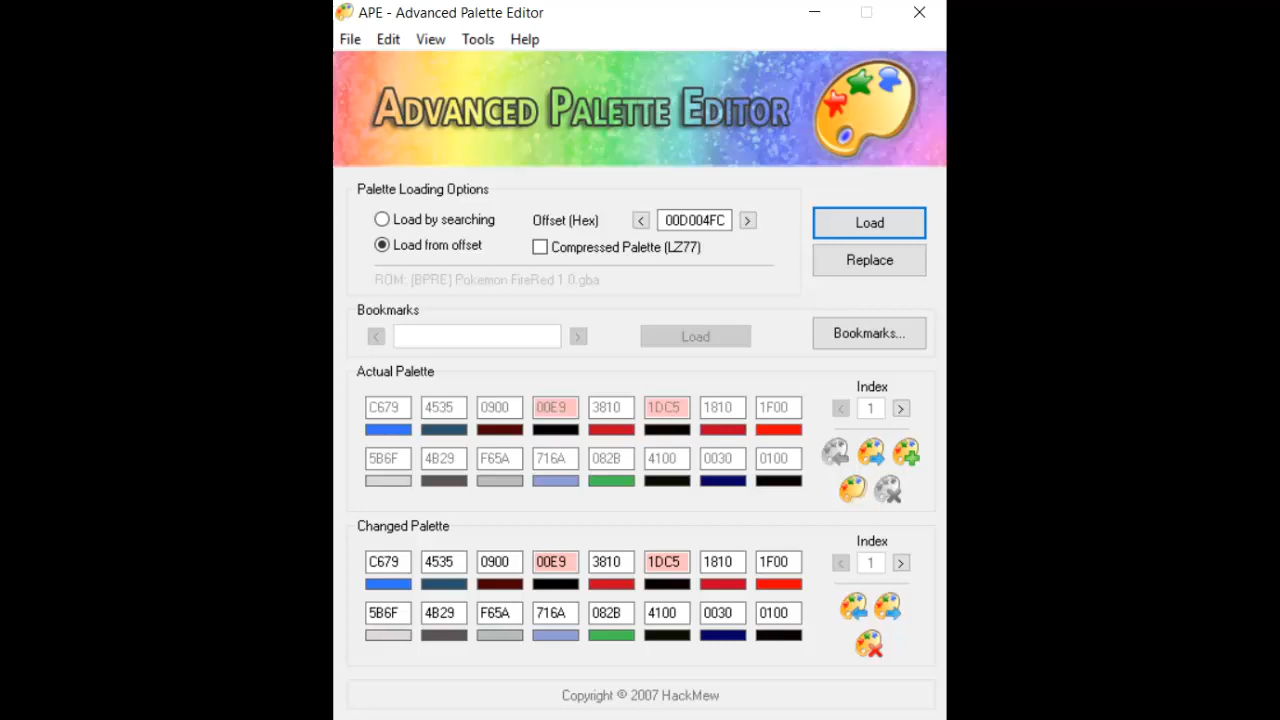 APE - Advanced Palette Editor
File Edit View Tools Help
ADVANCED PALETTE EDITOR
Palette Loading Options
Load by searching Offset (Hex) < 00D004FC > Load
Load from offset Compressed Palette (LZ77) Replace
ROM: [BPRE] Pokemon FireRed 1 0.gba
Bookmarks
< > Load Bookmarks...
Actual Palette
Index
C679 4535 0900 00E9 3810 1DC5 1810 1F00 < 1 >
5B6F 4B29 F65A 716A 082B 4100 0030 0100
Changed Palette
Index
C679 4535 0900 00E9 3810 1DC5 1810 1F00 < 1 >
5B6F 4B29 F65A 716A 082B 4100 0030 0100
Copyright © 2007 HackMew